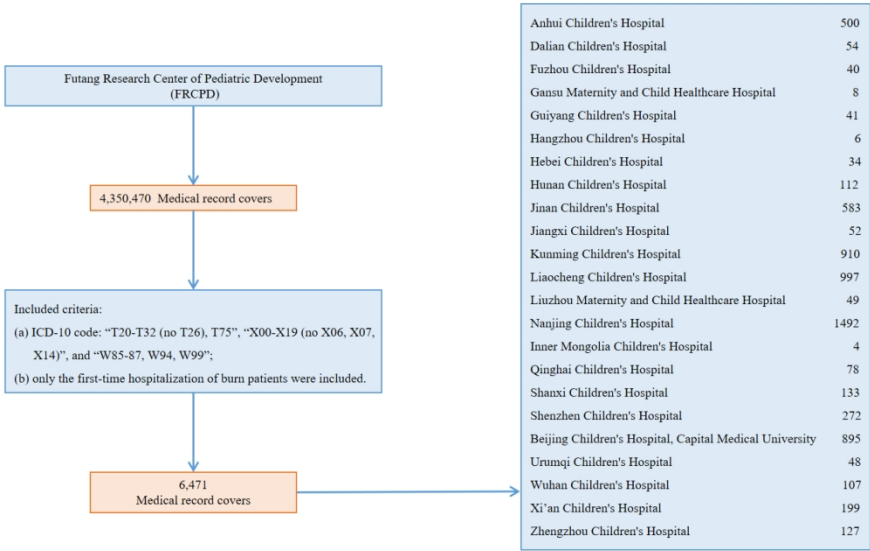 Futang Research Center of Pediatric Development
(FRCPD)
4,350,470 Medical record covers
Included criteria:
(a) ICD-10 code: “T20-T32 (no T26), T75”, “X00-X19 (no X06, X07,
X14)”, and “W85-87, W94, W99”;
(b) only the first-time hospitalization of burn patients were included.
6,471
Medical record covers
Anhui Children's Hospital 500
Dalian Children's Hospital 54
Fuzhou Children's Hospital 40
Gansu Maternity and Child Healthcare Hospital 8
Guiyang Children's Hospital 41
Hangzhou Children's Hospital 6
Hebei Children's Hospital 34
Hunan Children's Hospital 112
Jinan Children's Hospital 583
Jiangxi Children's Hospital 52
Kunming Children's Hospital 910
Liaocheng Children's Hospital 997
Liuzhou Maternity and Child Healthcare Hospital 49
Nanjing Children's Hospital 1492
Inner Mongolia Children's Hospital 4
Qinghai Children's Hospital 78
Shanxi Children's Hospital 133
Shenzhen Children's Hospital 272
Beijing Children's Hospital, Capital Medical University 895
Urumqi Children's Hospital 48
Wuhan Children's Hospital 107
Xi’an Children's Hospital 199
Zhengzhou Children's Hospital 127